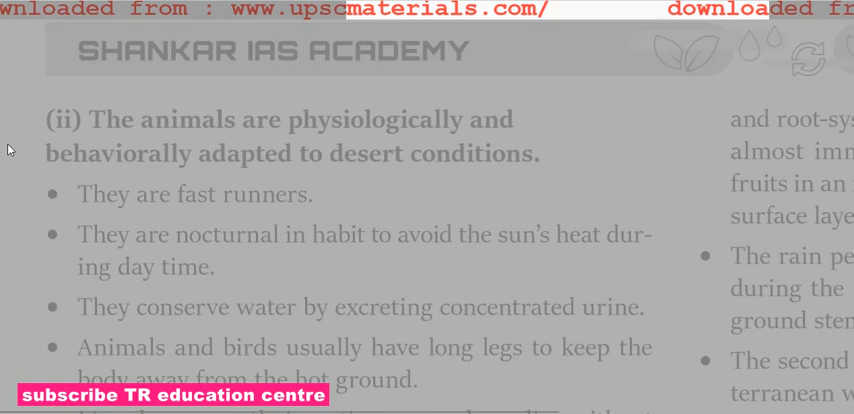 wnloaded from : www.upscmaterials.com/ downloaded fr
SHANKAR IAS ACADEMY
(ii) The animals are physiologically and
behaviorally adapted to desert conditions.
• They are fast runners.
• They are nocturnal in habit to avoid the sun's heat dur-
ing day time.
• They conserve water by excreting concentrated urine.
• Animals and birds usually have long legs to keep the
body away from the hot ground.
subscribe TR education centre
and root-sys
almost imm
fruits in an
surface laye
• The rain pe
during the
ground sten
• The second
terranean w